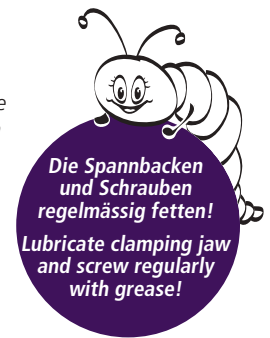 e
Die Spannbacken
und Schrauben
regelmässig fetten!
Lubricate clamping jaw
and screw regularly
with grease!